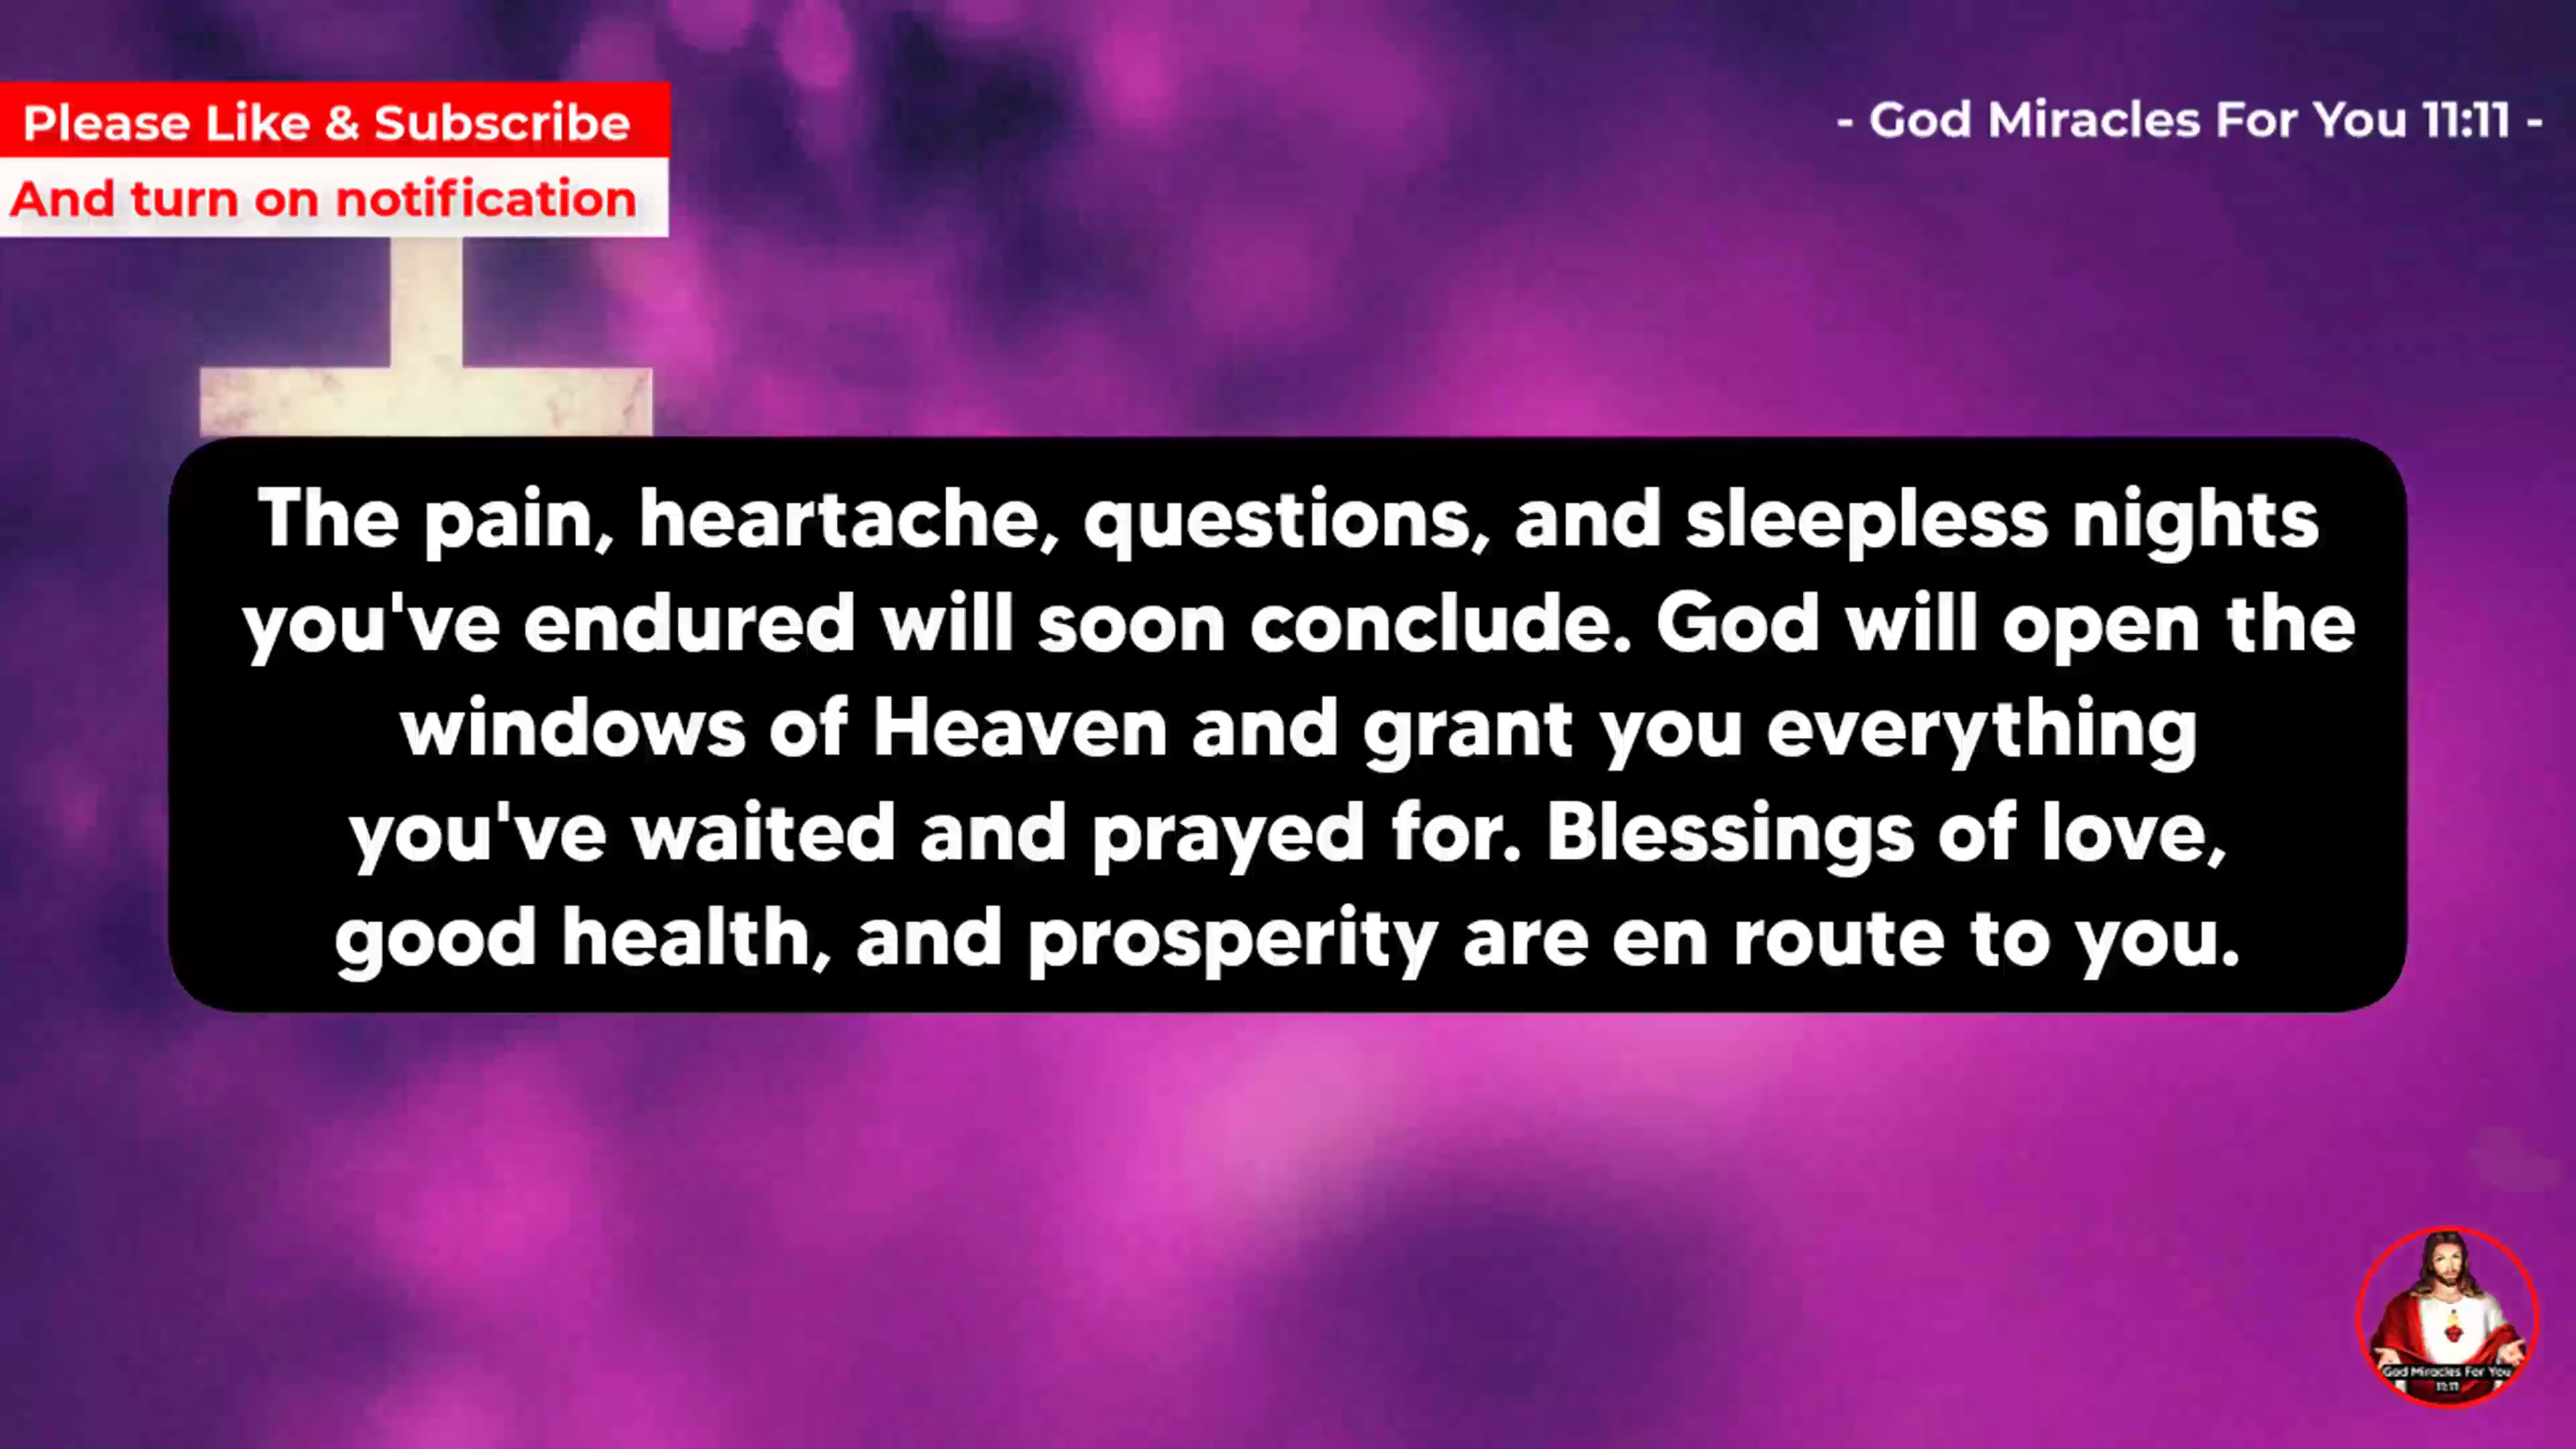 Please Like & Subscribe
And turn on notification
- God Miracles For You 11:11 -
The pain, heartache, questions, and sleepless nights
you've endured will soon conclude. God will open the
windows of Heaven and grant you everything
you've waited and prayed for. Blessings of love,
good health, and prosperity are en route to you.
God Miracles For You
11:11